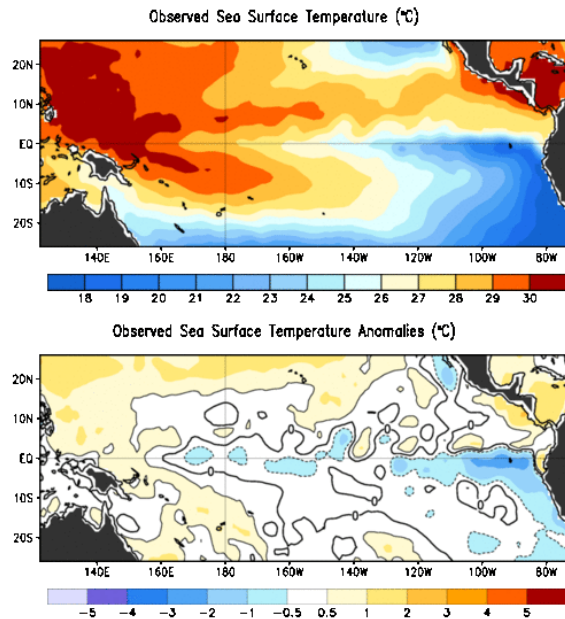 Observed Sea Surface Temperature (°C)
20N
10N
EQ
10S
20S
140E 160E 180 160W 140W 120W 100W 80W
18 19 20 21 22 23 24 25 26 27 28 29 30
Observed Sea Surface Temperature Anomalies (°C)
20N
10N
EQ
10S
20S
140E 160E 180 160W 140W 120W 100W 80W
-5 -4 -3 -2 -1 -0.5 0.5 1 2 3 4 5